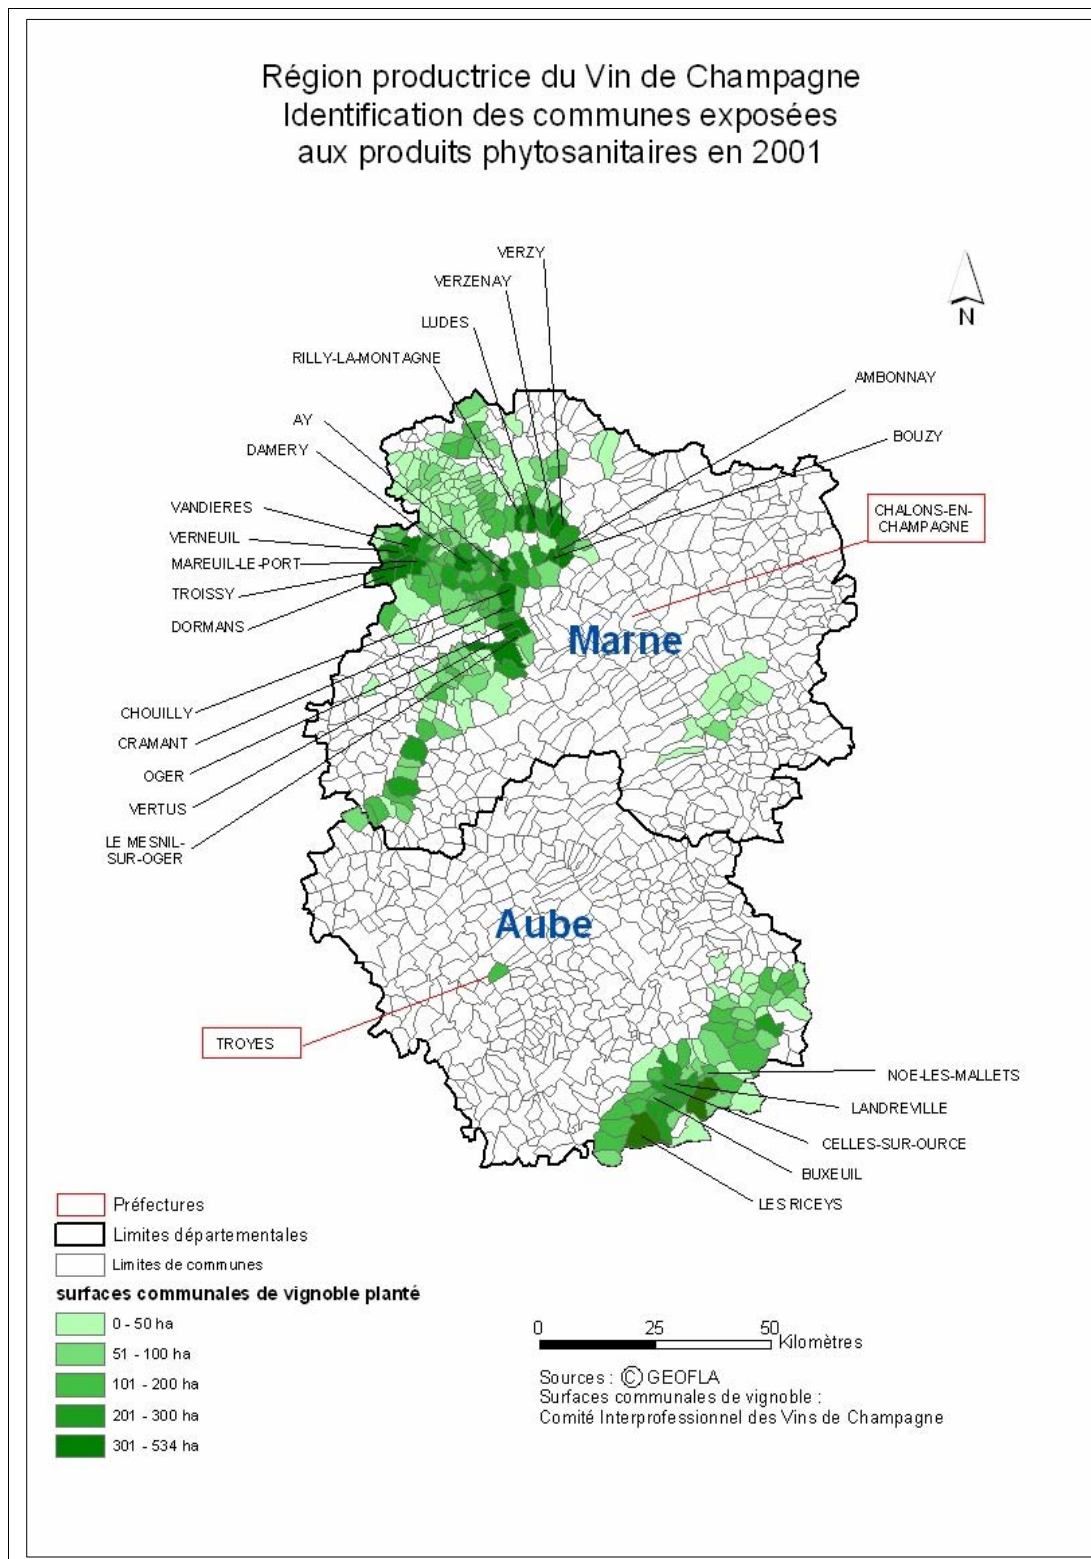 Région productrice du Vin de Champagne
Identification des communes exposées
aux produits phytosanitaires en 2001
VERZY
VERZENAY
LUDES
RILLY-LA-MONTAGNE
AY
DAMERY
VANDIERES
VERNEUIL
MAREUIL-LE-PORT
TROISSY
DORMANS
CHOUILLY
CRAMANT
OGER
VERTUS
LE MESNIL-
SUR-OGER
N
AMBONNAY
BOUZY
CHALONS-EN-
CHAMPAGNE
Marne
Aube
TROYES
NOE-LES-MALLETS
LANDREVILLE
CELLES-SUR-OURCE
BUXEUIL
LES RICEYS
Préfectures
Limites départementales
Limites de communes
surfaces communales de vignoble planté
0 - 50 ha
51 - 100 ha
101 - 200 ha
201 - 300 ha
301 - 534 ha
0 25 50
Kilomètres
Sources : © GEOFLA
Surfaces communales de vignoble :
Comité Interprofessionnel des Vins de Champagne